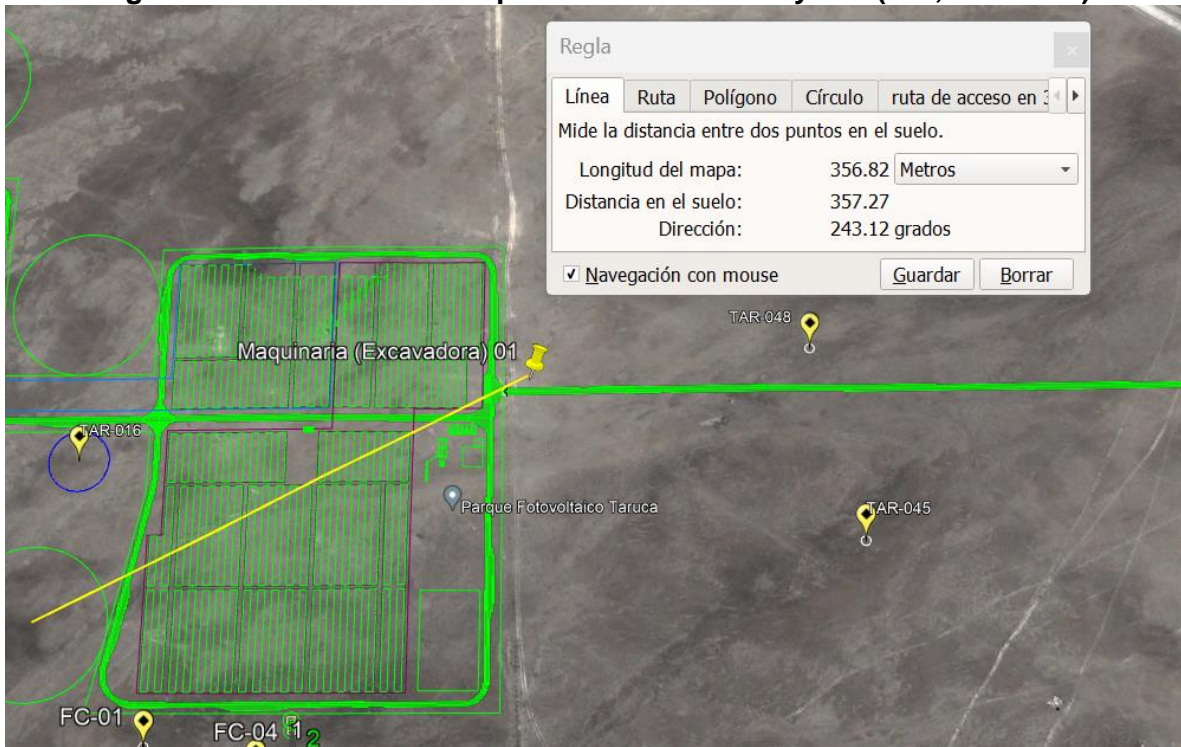 Regla
Línea Ruta Polígono Círculo ruta de acceso en
Mide la distancia entre dos puntos en el suelo.
Longitud del mapa: 356.82 Metros
Distancia en el suelo: 357.27
Dirección: 243.12 grados
Navegación con mouse Guardar Borrar
TAR-048
Maquinaria (Excavadora) 01
TAR-016
Parque Fotovoltaico Taruca
TAR-045
FC-01
FC-04 1 2